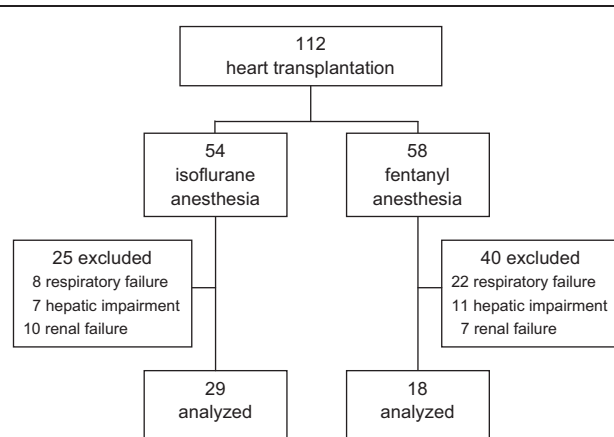 112
heart transplantation
54
isoflurane
anesthesia
58
fentanyl
anesthesia
25 excluded
8 respiratory failure
7 hepatic impairment
10 renal failure
40 excluded
22 respiratory failure
11 hepatic impairment
7 renal failure
29
analyzed
18
analyzed